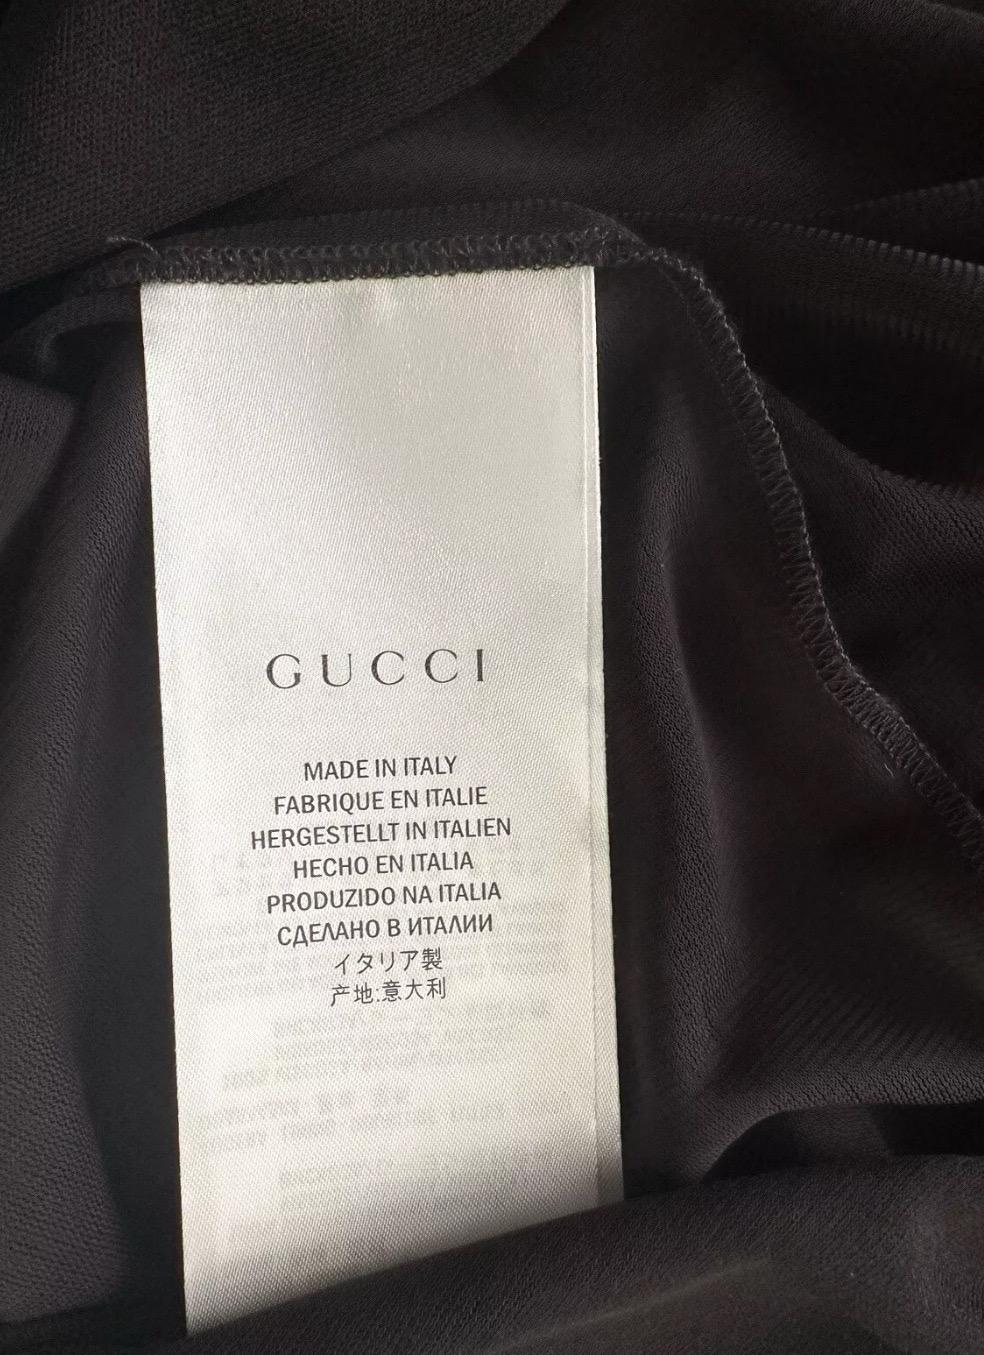 GUCCI
MADE IN ITALY
FABRIQUE EN ITALIE
HERGESTELLT IN ITALIEN
HECHO EN ITALIA
PRODUZIDO NA ITALIA
СДЕЛАНО В ИТАЛИИ
イタリア製
产地:意大利